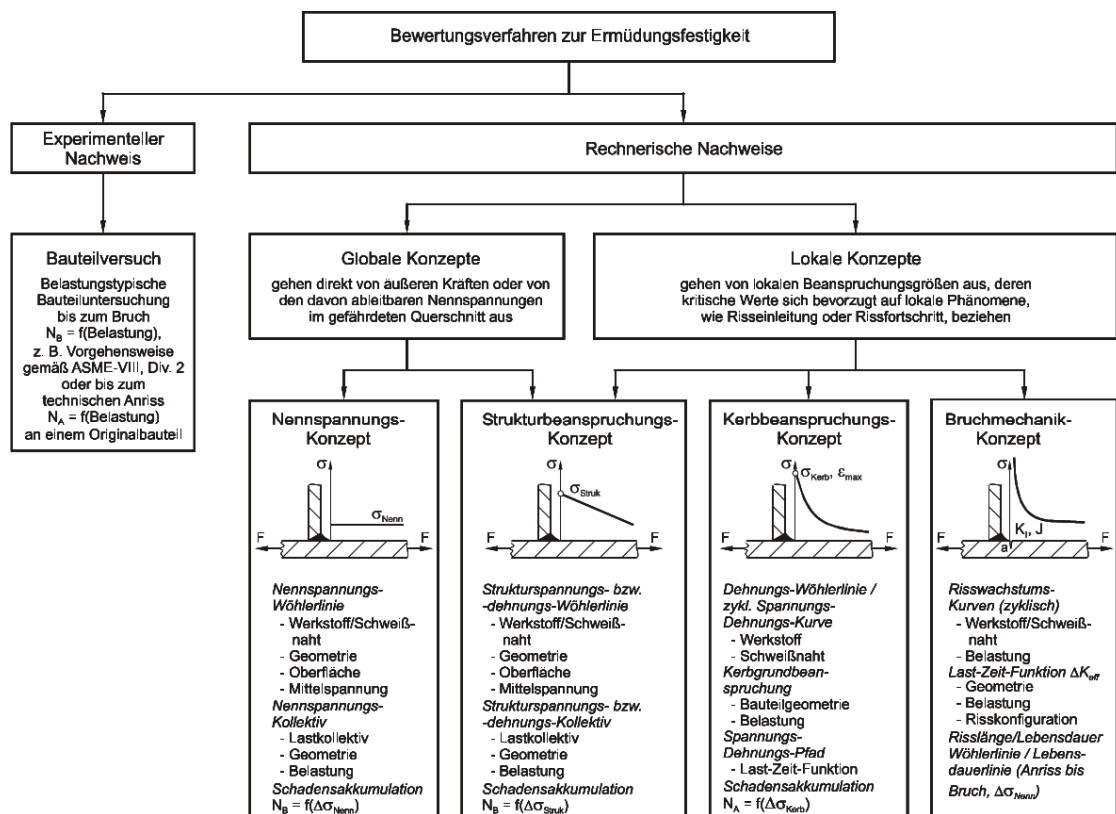 Bewertungsverfahren zur Ermüdungsfestigkeit
Experimenteller
Nachweis
Rechnerische Nachweise
Bauteilversuch
Belastungstypische
Bauteiluntersuchung
bis zum Bruch
N_B = f(Belastung),
z. B. Vorgehensweise
gemäß ASME-VIII, Div. 2
oder bis zum
technischen Anriss
N_A = f(Belastung)
an einem Originalbauteil
Globale Konzepte
gehen direkt von äußeren Kräften oder von
den davon ableitbaren Nennspannungen
im gefährdeten Querschnitt aus
Lokale Konzepte
gehen von lokalen Beanspruchungsgrößen aus, deren
kritische Werte sich bevorzugt auf lokale Phänomene,
wie Risseinleitung oder Rissfortschritt, beziehen
Nennspannungs-
Konzept
σ
σ_Nenn
F
F
Nennspannungs-
Wöhlerlinie
- Werkstoff/Schweiß-
naht
- Geometrie
- Oberfläche
- Mittelspannung
Nennspannungs-
Kollektiv
- Lastkollektiv
- Geometrie
- Belastung
Schadensakkumulation
N_B = f(Δσ_Nenn)
Strukturbeanspruchungs-
Konzept
σ
σ_Struk
F
F
Strukturspannungs- bzw.
-dehnungs-Wöhlerlinie
- Werkstoff/Schweiß-
naht
- Geometrie
- Oberfläche
- Mittelspannung
Strukturspannungs- bzw.
-dehnungs-Kollektiv
- Lastkollektiv
- Geometrie
- Belastung
Schadensakkumulation
N_B = f(Δσ_Struk)
Kerbbeanspruchungs-
Konzept
σ
σ_Kerb, ε_max
F
F
Dehnungs-Wöhlerlinie /
zykl. Spannungs-
Dehnungs-Kurve
- Werkstoff
- Schweißnaht
Kerbgrundbean-
spruchung
- Bauteilgeometrie
- Belastung
Spannungs-
Dehnungs-Pfad
- Last-Zeit-Funktion
Schadensakkumulation
N_A = f(Δσ_Kerb)
Bruchmechanik-
Konzept
σ
K_I, J
a
F
F
Risswachstums-
Kurven (zyklisch)
- Werkstoff/Schweiß-
naht
- Belastung
Last-Zeit-Funktion ΔK_eff
- Geometrie
- Belastung
- Risskonfiguration
Risslänge/Lebensdauer
Wöhlerlinie / Lebens-
dauerlinie (Anriss bis
Bruch, Δσ_Nenn)